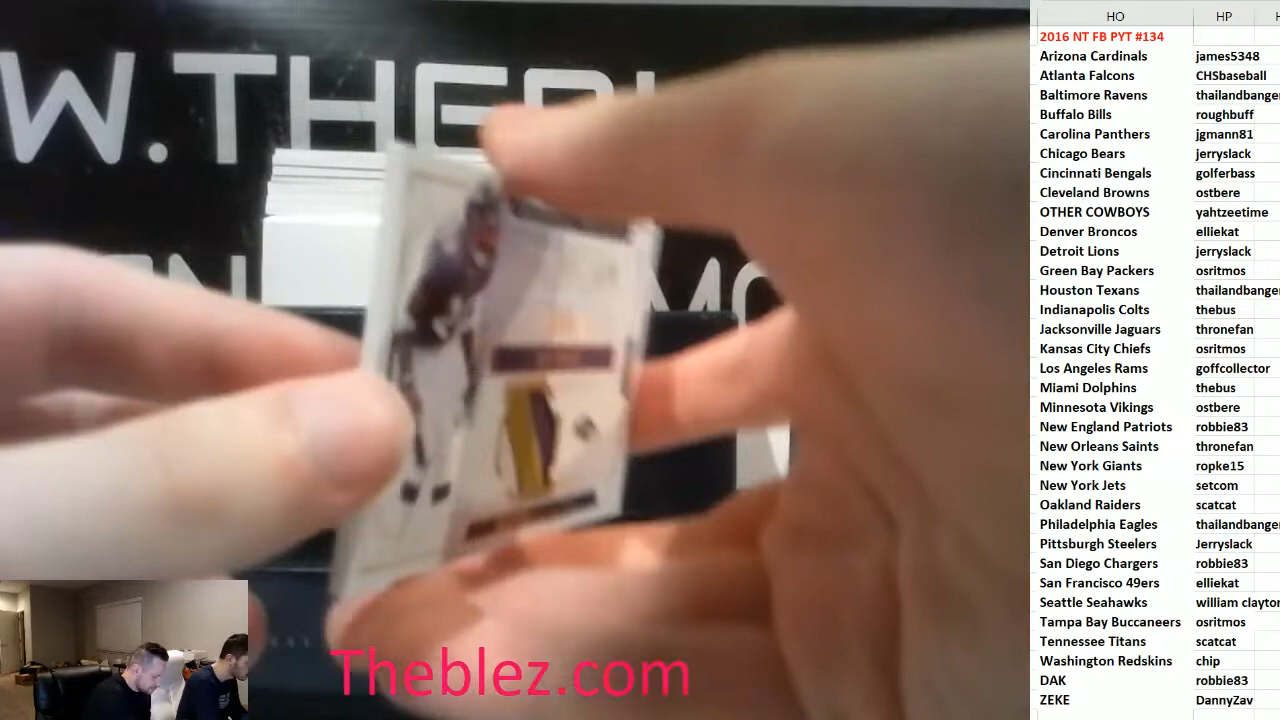 W.THEBL
HO HP
2016 NT FB PYT #134
Arizona Cardinals james5348
Atlanta Falcons CHSbaseball
Baltimore Ravens thailandbanger
Buffalo Bills roughbuff
Carolina Panthers jgmann81
Chicago Bears jerryslack
Cincinnati Bengals golferbass
Cleveland Browns ostbere
OTHER COWBOYS yahtzeetime
Denver Broncos elliekat
Detroit Lions jerryslack
Green Bay Packers osritmos
Houston Texans thailandbanger
Indianapolis Colts thebus
Jacksonville Jaguars thronefan
Kansas City Chiefs osritmos
Los Angeles Rams goffcollector
Miami Dolphins thebus
Minnesota Vikings ostbere
New England Patriots robbie83
New Orleans Saints thronefan
New York Giants ropke15
New York Jets setcom
Oakland Raiders scatcat
Philadelphia Eagles thailandbanger
Pittsburgh Steelers Jerryslack
San Diego Chargers robbie83
San Francisco 49ers elliekat
Seattle Seahawks william clayton
Tampa Bay Buccaneers osritmos
Tennessee Titans scatcat
Washington Redskins chip
DAK robbie83
ZEKE DannyZav
Theblez.com